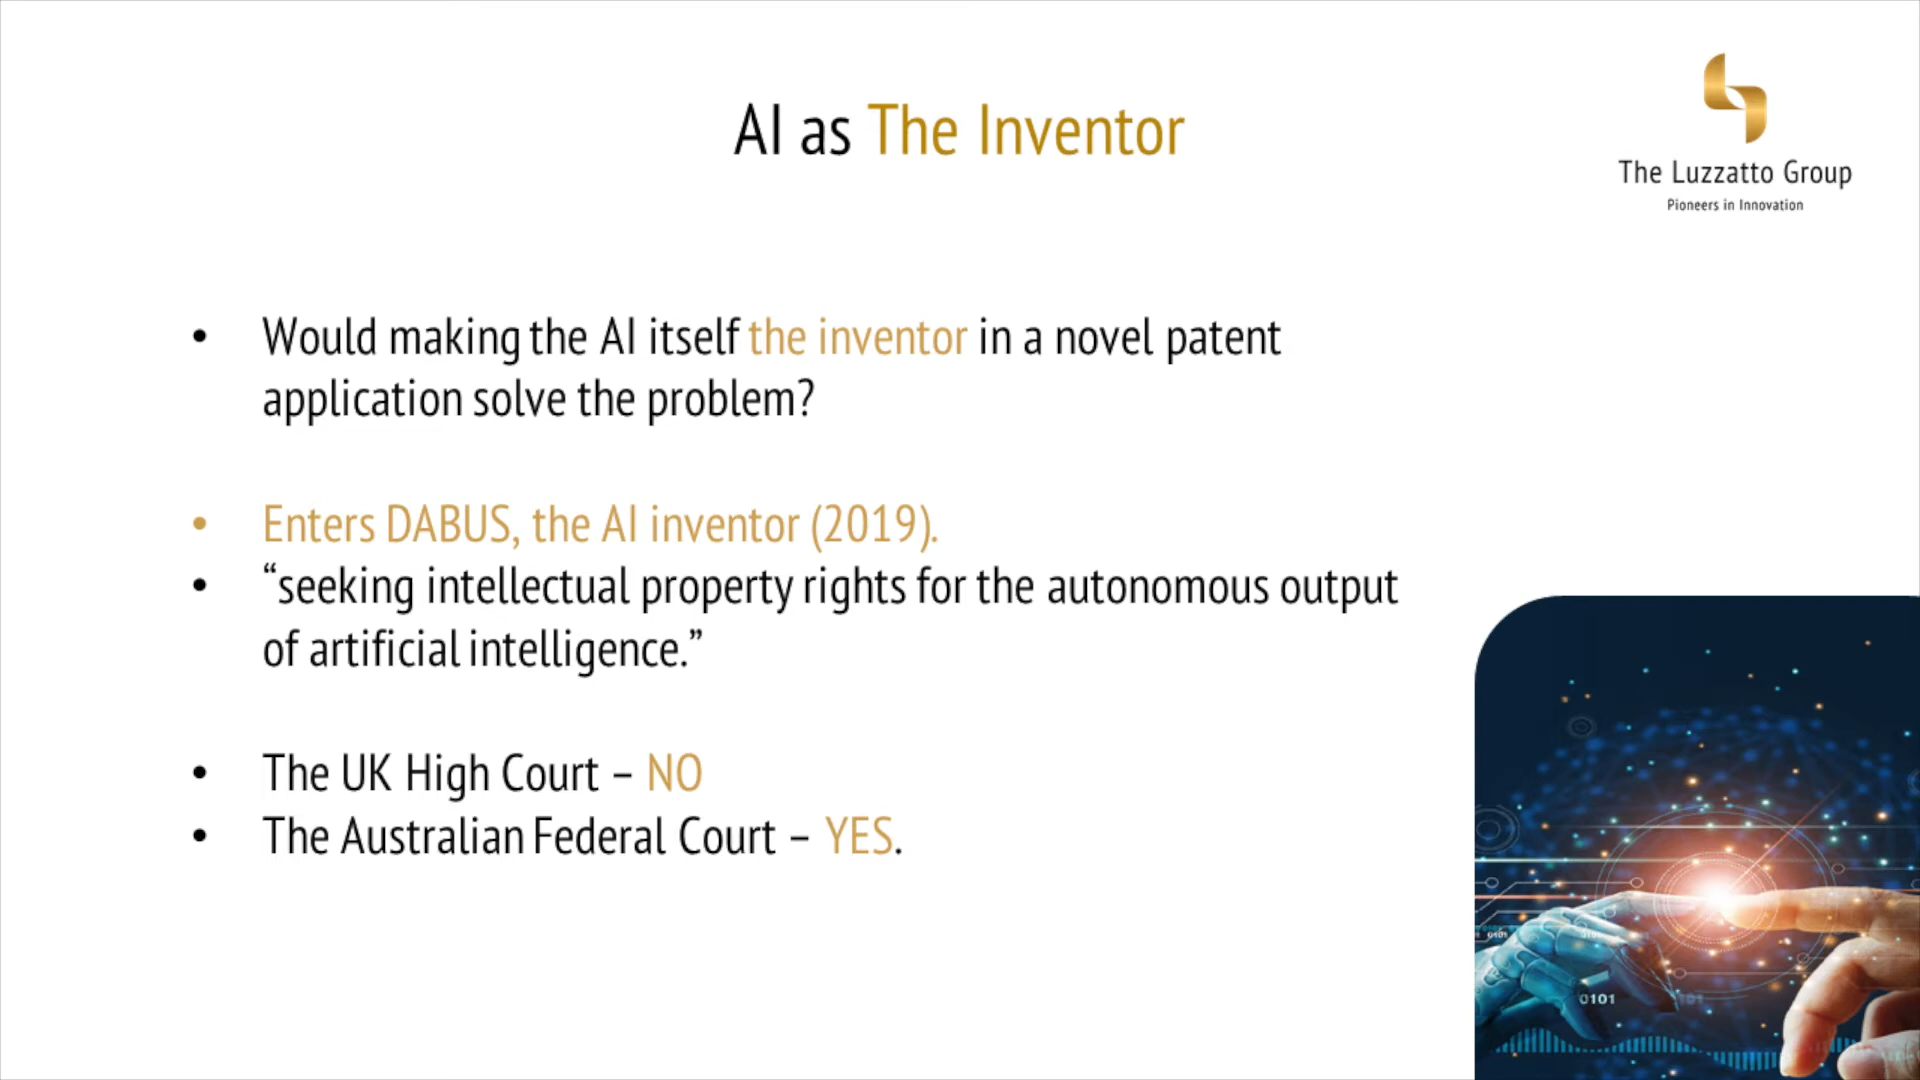 AI as The Inventor
The Luzzatto Group
Pioneers in Innovation
• Would making the AI itself the inventor in a novel patent
application solve the problem?
• Enters DABUS, the AI inventor (2019).
• “seeking intellectual property rights for the autonomous output
of artificial intelligence.”
• The UK High Court – NO
• The Australian Federal Court – YES.
0101
0101
101